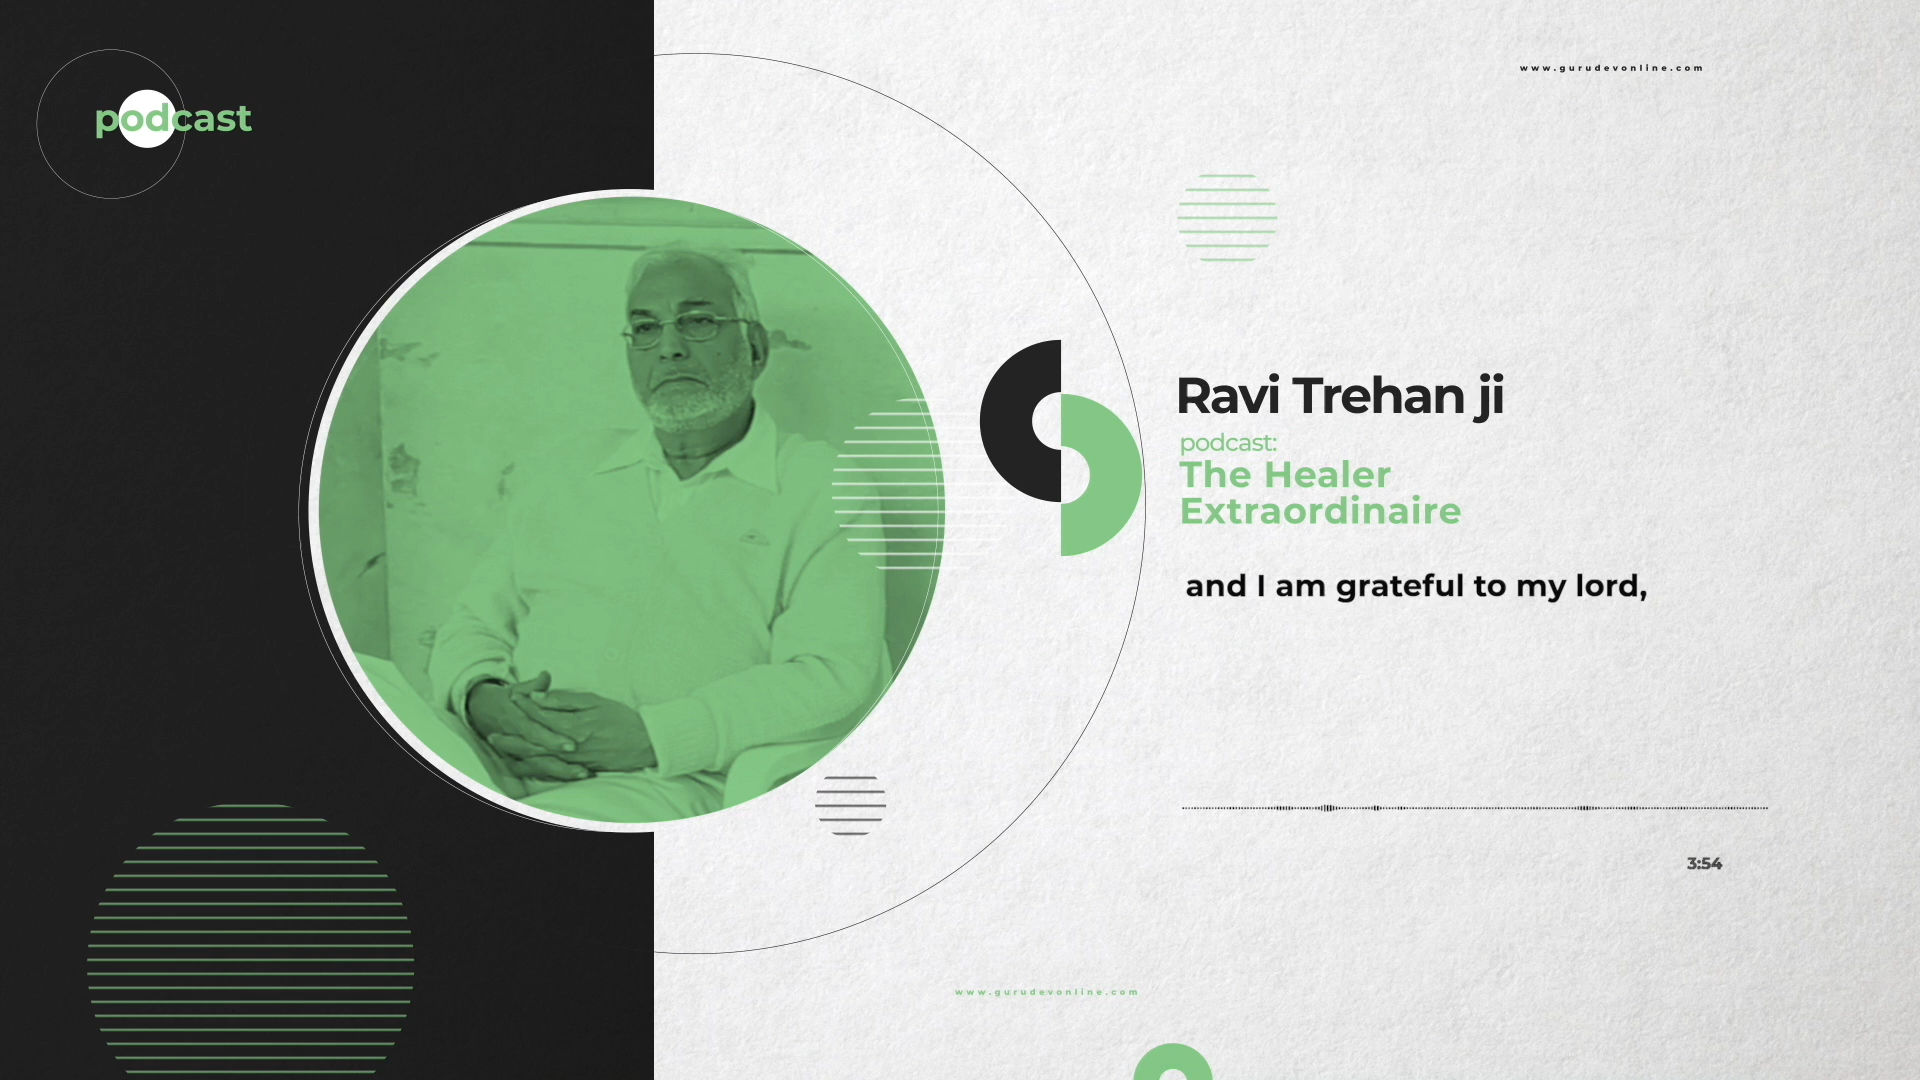 podcast
www.gurudevonline.com
Ravi Trehan ji
podcast:
The Healer
Extraordinaire
and I am grateful to my lord,
3:54
www.gurudevonline.com